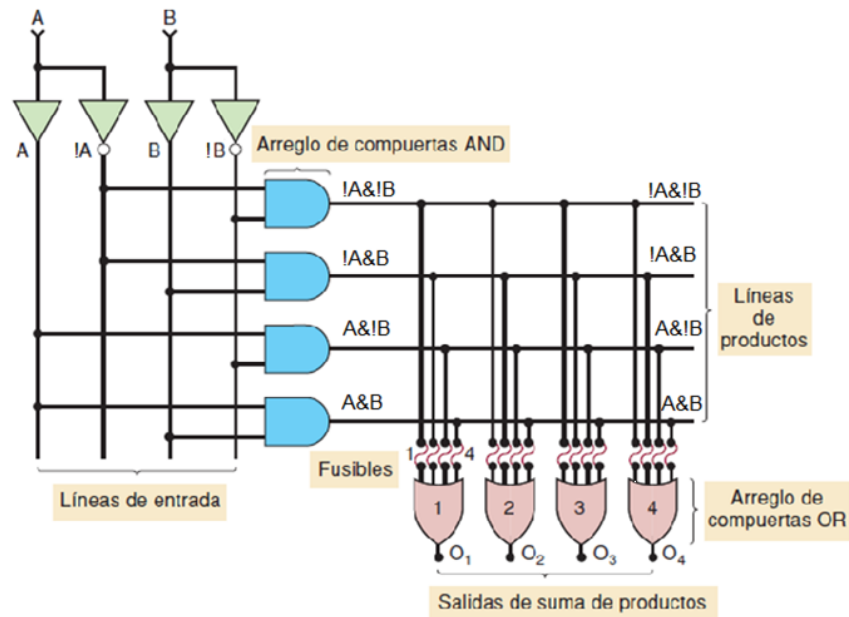 A B
A !A B !B
Arreglo de compuertas AND
!A&!B !A&!B
!A&B !A&B
A&!B A&!B
A&B A&B
Líneas
de
productos
1 4
Fusibles
Líneas de entrada
1 2 3 4
Arreglo de
compuertas OR
O1 O2 O3 O4
Salidas de suma de productos